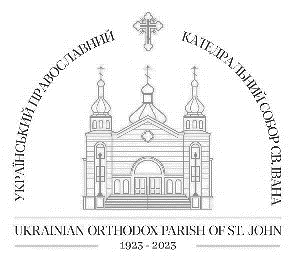 УКРАЇНСЬКИЙ ПРАВОСЛАВНИЙ КАТЕДРАЛЬНИЙ СОБОР СВ. ІВАНА
UKRAINIAN ORTHODOX PARISH OF ST. JOHN
1923 - 2023